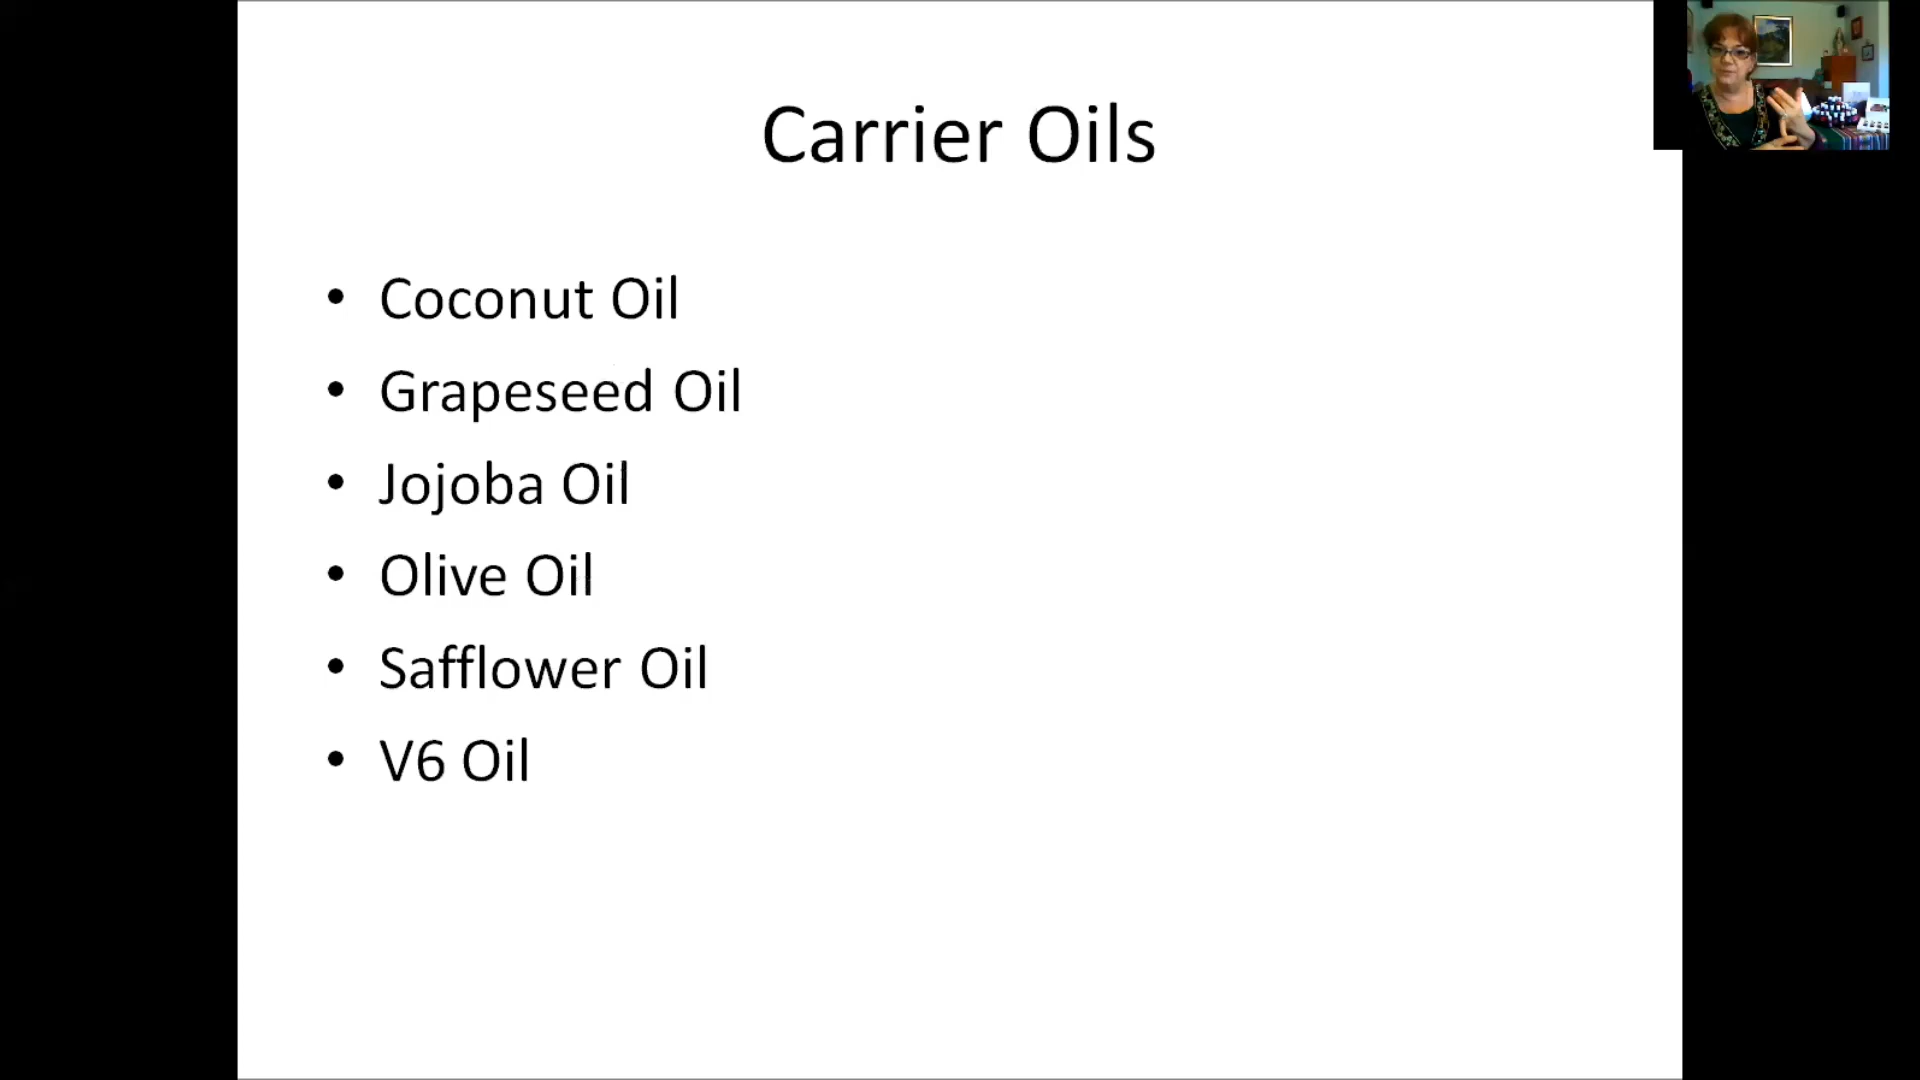 Carrier Oils
• Coconut Oil
• Grapeseed Oil
• Jojoba Oil
• Olive Oil
• Safflower Oil
• V6 Oil